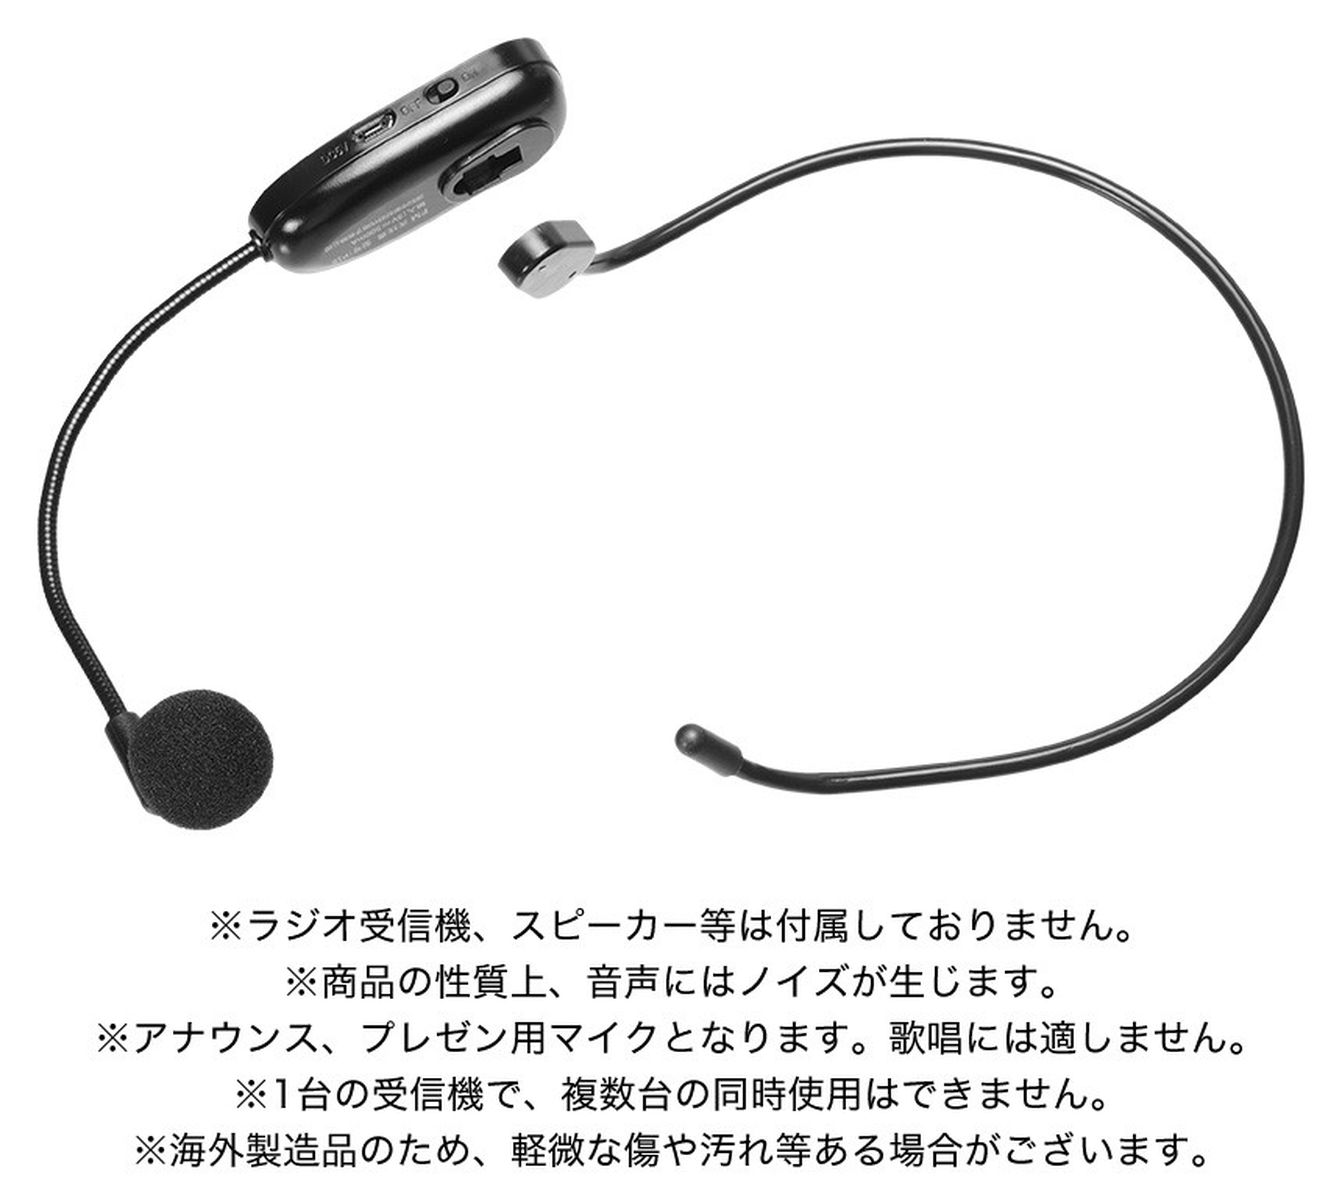 DC5V
※ラジオ受信機、スピーカー等は付属しておりません。
※商品の性質上、音声にはノイズが生じます。
※アナウンス、プレゼン用マイクとなります。歌唱には適しません。
※1台の受信機で、複数台の同時使用はできません。
※海外製造品のため、軽微な傷や汚れ等ある場合がございます。